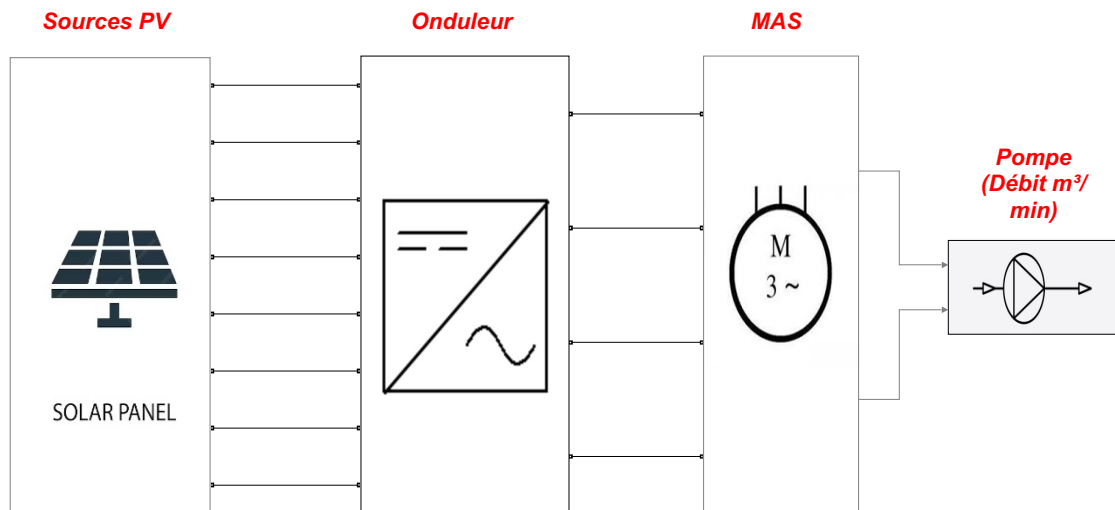 Sources PV
Onduleur
MAS
Pompe
(Débit m³/
min)
M
3 ~
SOLAR PANEL